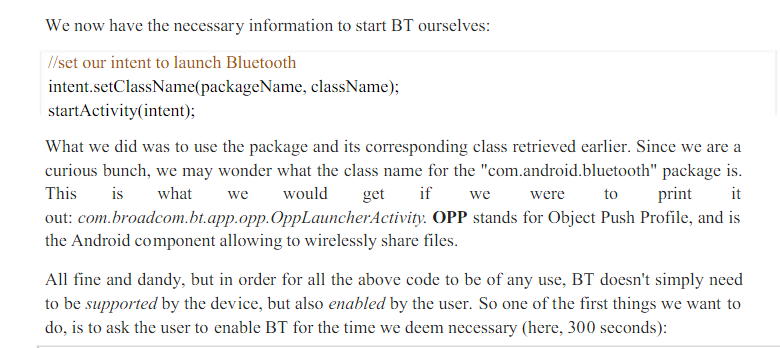 We now have the necessary information to start BT ourselves:
//set our intent to launch Bluetooth
intent.setClassName(packageName, className);
startActivity(intent);
What we did was to use the package and its corresponding class retrieved earlier. Since we are a
curious bunch, we may wonder what the class name for the "com.android.bluetooth" package is.
This is what we would get if we were to print it
out: com.broadcom.bt.app.opp.OppLauncherActivity. OPP stands for Object Push Profile, and is
the Android component allowing to wirelessly share files.
All fine and dandy, but in order for all the above code to be of any use, BT doesn't simply need
to be supported by the device, but also enabled by the user. So one of the first things we want to
do, is to ask the user to enable BT for the time we deem necessary (here, 300 seconds):